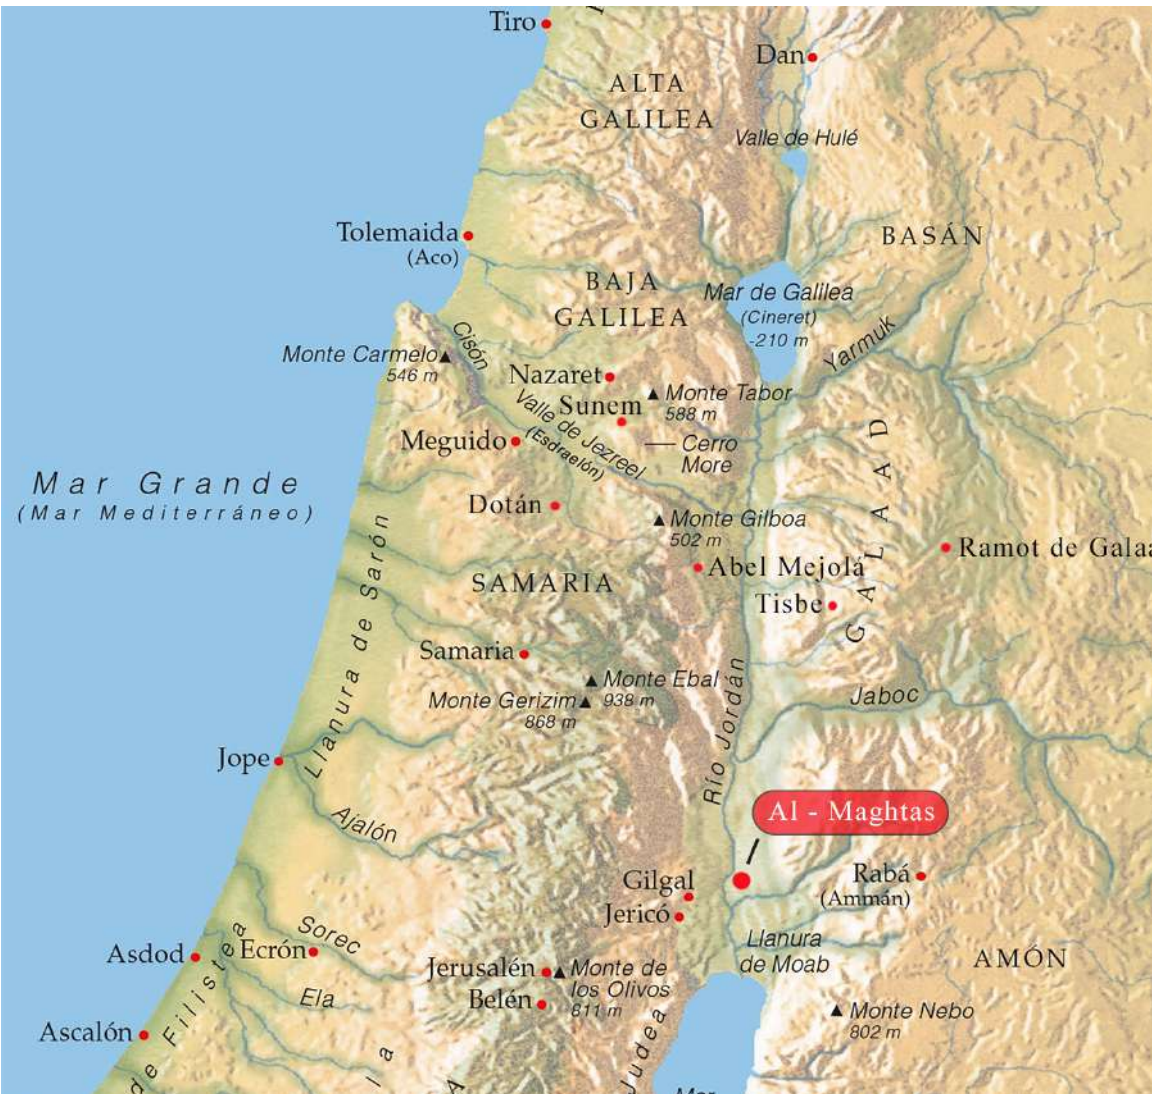 Tiro
Dan
ALTA
GALILEA
Valle de Hulé
Tolemaida
(Aco)
BASÁN
BAJA
GALILEA
Mar de Galilea
(Cineret)
-210 m
Yarmuk
Cisón
Monte Carmelo
546 m
Nazaret
Monte Tabor
588 m
Sunem
Valle de Jezreel
(Esdraelón)
Meguido
Cerro
More
Mar Grande
(Mar Mediterráneo)
Dotán
Monte Gilboa
502 m
GALAAD
Ramot de Galaa
Abel Mejolá
Tisbe
SAMARIA
Llanura de Sarón
Samaria
Monte Ebal
938 m
Monte Gerizim
868 m
Río Jordán
Jaboc
Jope
Ajalón
Al - Maghtas
Gilgal
Jericó
Rabá
(Ammán)
Sorec
Asdod
Ecrón
Llanura
de Moab
AMÓN
Jerusalén
Monte de
los Olivos
811 m
Belén
Ela
Ascalón
de Filistea
Monte Nebo
802 m
Judea
l a
A
Mar